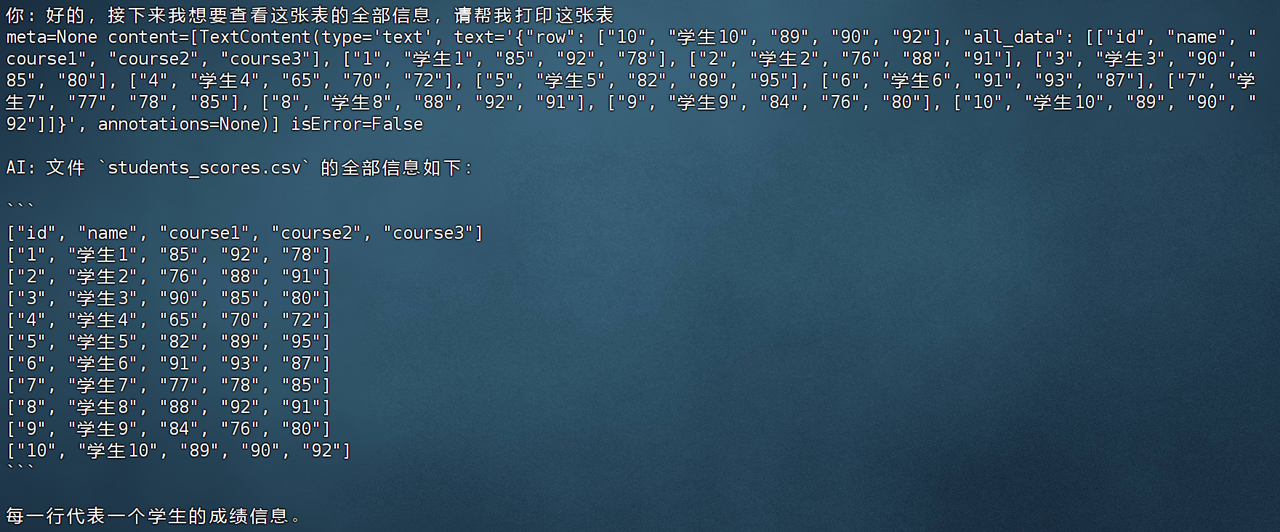 你: 好的, 接下来我想要查看这张表的全部信息, 请帮我打印这张表
meta=None content=[TextContent(type='text', text='{"row": ["10", "学生10", "89", "90", "92"], "all_data": [["id", "name", "
course1", "course2", "course3"], ["1", "学生1", "85", "92", "78"], ["2", "学生2", "76", "88", "91"], ["3", "学生3", "90", "
85", "80"], ["4", "学生4", "65", "70", "72"], ["5", "学生5", "82", "89", "95"], ["6", "学生6", "91", "93", "87"], ["7", "学
生7", "77", "78", "85"], ["8", "学生8", "88", "92", "91"], ["9", "学生9", "84", "76", "80"], ["10", "学生10", "89", "90", "
92"]]}', annotations=None)] isError=False
AI: 文件 `students_scores.csv` 的全部信息如下:
```
["id", "name", "course1", "course2", "course3"]
["1", "学生1", "85", "92", "78"]
["2", "学生2", "76", "88", "91"]
["3", "学生3", "90", "85", "80"]
["4", "学生4", "65", "70", "72"]
["5", "学生5", "82", "89", "95"]
["6", "学生6", "91", "93", "87"]
["7", "学生7", "77", "78", "85"]
["8", "学生8", "88", "92", "91"]
["9", "学生9", "84", "76", "80"]
["10", "学生10", "89", "90", "92"]
```
每一行代表一个学生的成绩信息。